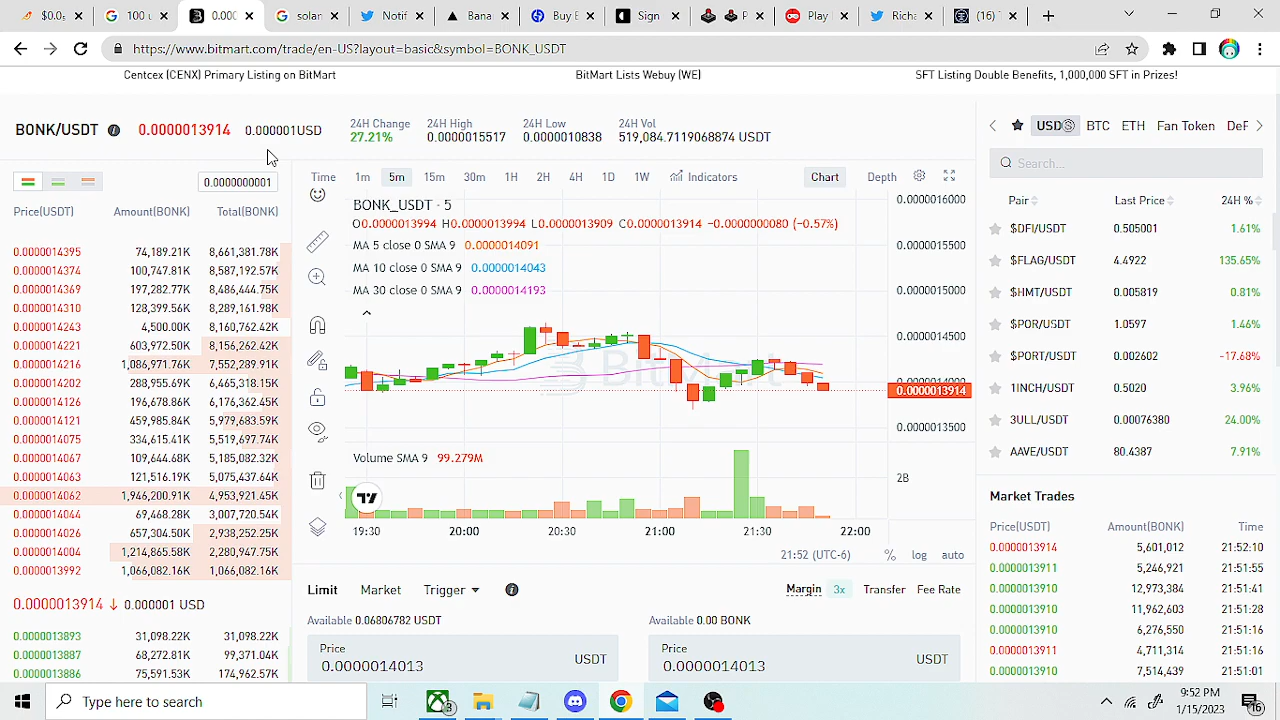 $0.0
100 u
0.000
solar
Notif
Bana
Buy E
Sign
P
Play
Richa
(16)
https://www.bitmart.com/trade/en-US?layout=basic&symbol=BONK_USDT
Centcex (CENX) Primary Listing on BitMart
BitMart Lists Webuy (WE)
SFT Listing Double Benefits, 1,000,000 SFT in Prizes!
BONK/USDT 0.0000013914 0.000001USD
24H Change 24H High 24H Low 24H Vol
27.21% 0.0000015517 0.0000010838 519,084.7119068874 USDT
USDⓈ BTC ETH Fan Token DeF
Search...
0.0000000001
Time 1m 5m 15m 30m 1H 2H 4H 1D 1W Indicators Chart Depth
Price(USDT) Amount(BONK) Total(BONK)
0.0000014395 74,189.21K 8,661,381.78K
0.0000014374 100,747.81K 8,587,192.57K
0.0000014369 197,282.77K 8,486,444.75K
0.0000014310 128,399.56K 8,289,161.98K
0.0000014243 4,500.00K 8,160,762.42K
0.0000014221 603,972.50K 8,156,262.42K
0.0000014216 1,086,971.76K 7,552,289.91K
0.0000014202 288,955.69K 6,465,318.15K
0.0000014126 196,678.86K 6,176,362.45K
0.0000014121 459,985.84K 5,979,683.59K
0.0000014075 334,615.41K 5,519,697.74K
0.0000014067 109,644.68K 5,185,082.32K
0.0000014063 121,516.19K 5,075,437.64K
0.0000014062 1,946,200.91K 4,953,921.45K
0.0000014044 69,468.28K 3,007,720.54K
0.0000014026 657,304.50K 2,938,252.25K
0.0000014004 1,214,865.58K 2,280,947.75K
0.0000013992 1,066,082.16K 1,066,082.16K
0.0000013914 ↓ 0.000001 USD
0.0000013893 31,098.22K 31,098.22K
0.0000013887 68,272.81K 99,371.04K
0.0000013886 75,591.53K 174,962.57K
BONK_USDT · 5
O0.0000013994 H0.0000013994 L0.0000013909 C0.0000013914 -0.0000000080 (-0.57%)
MA 5 close 0 SMA 9 0.0000014091
MA 10 close 0 SMA 9 0.0000014043
MA 30 close 0 SMA 9 0.0000014193
BitMart
0.0000016000
0.0000015500
0.0000015000
0.0000014500
0.0000014000
0.0000013914
0.0000013500
Volume SMA 9 99.279M
2B
19:30 20:00 20:30 21:00 21:30 22:00
21:52 (UTC-6) % log auto
Limit Market Trigger Margin 3x Transfer Fee Rate
Available 0.06806782 USDT Available 0.00 BONK
Price Price
0.0000014013 USDT 0.0000014013 USDT
Pair Last Price 24H %
$DFI/USDT 0.505001 1.61%
$FLAG/USDT 4.4922 135.65%
$HMT/USDT 0.005819 0.81%
$POR/USDT 1.0597 1.46%
$PORT/USDT 0.002602 -17.68%
1INCH/USDT 0.5020 3.96%
3ULL/USDT 0.00076380 24.00%
AAVE/USDT 80.4387 7.91%
Market Trades
Price(USDT) Amount(BONK) Time
0.0000013914 5,601,012 21:52:10
0.0000013911 5,246,921 21:51:55
0.0000013910 12,973,384 21:51:41
0.0000013910 11,962,603 21:51:28
0.0000013910 6,276,550 21:51:16
0.0000013911 4,711,314 21:51:16
0.0000013910 7,514,439 21:51:01
Type here to search
9:52 PM
1/15/2023